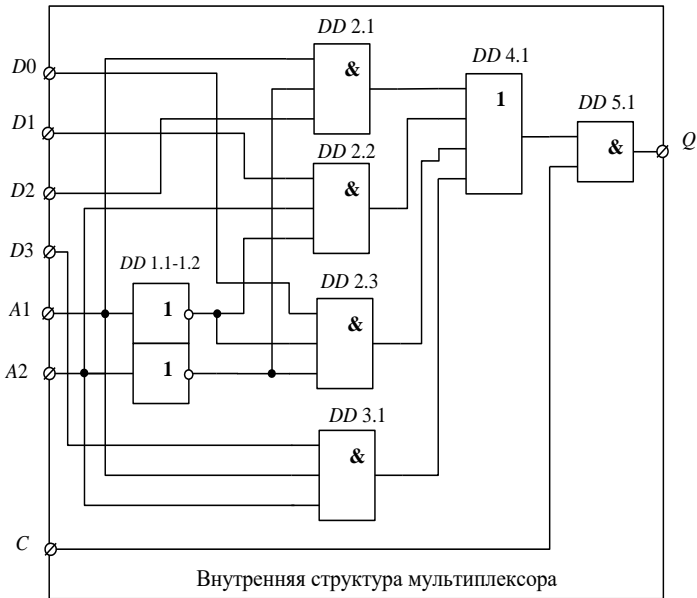 DD 2.1
DD 4.1
D0
&
1
DD 5.1
D1
&
Q
DD 2.2
D2
&
D3
DD 1.1-1.2
DD 2.3
A1
1
&
A2
1
DD 3.1
&
C
Внутренняя структура мультиплексора